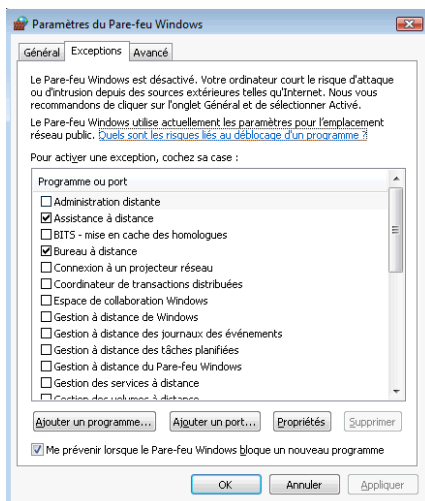 Paramètres du Pare-feu Windows
Général Exceptions Avancé
Le Pare-feu Windows est désactivé. Votre ordinateur court le risque d'attaque
ou d'intrusion depuis des sources extérieures telles qu'Internet. Nous vous
recommandons de cliquer sur l'onglet Général et de sélectionner Activé.
Le Pare-feu Windows utilise actuellement les paramètres pour l'emplacement
réseau public. Quels sont les risques liés au déblocage d'un programme ?
Pour activer une exception, cochez sa case :
Programme ou port
Administration distante
Assistance à distance
BITS - mise en cache des homologues
Bureau à distance
Connexion à un projecteur réseau
Coordinateur de transactions distribuées
Espace de collaboration Windows
Gestion à distance de Windows
Gestion à distance des journaux des événements
Gestion à distance des tâches planifiées
Gestion à distance du Pare-feu Windows
Gestion des services à distance
Gestion des volumes à distance
Ajouter un programme... Ajouter un port... Propriétés Supprimer
Me prévenir lorsque le Pare-feu Windows bloque un nouveau programme
OK Annuler Appliquer